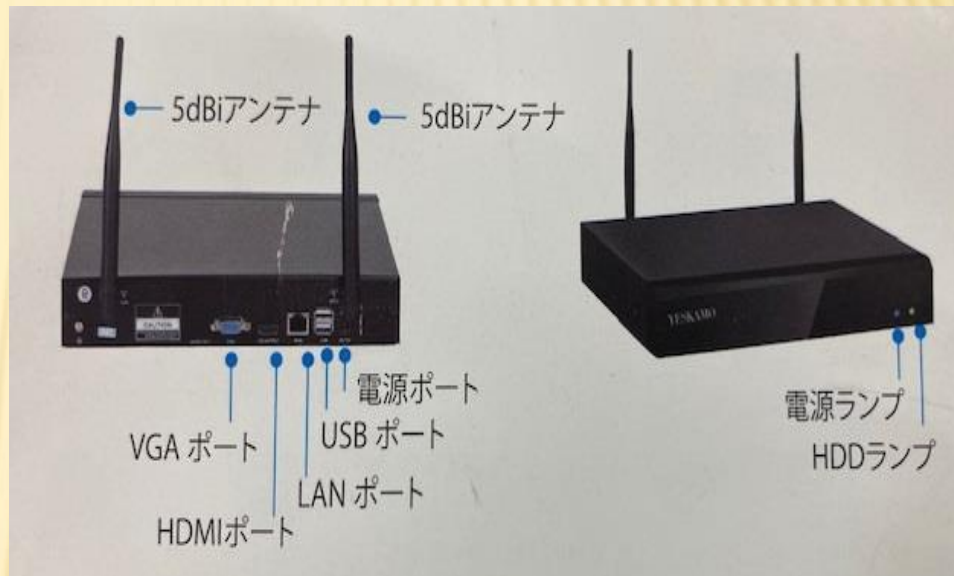 5dBiアンテナ
5dBiアンテナ
CAUTION
YESKAMO
電源ポート
USB ポート
VGA ポート
LAN ポート
HDMIポート
電源ランプ
HDDランプ